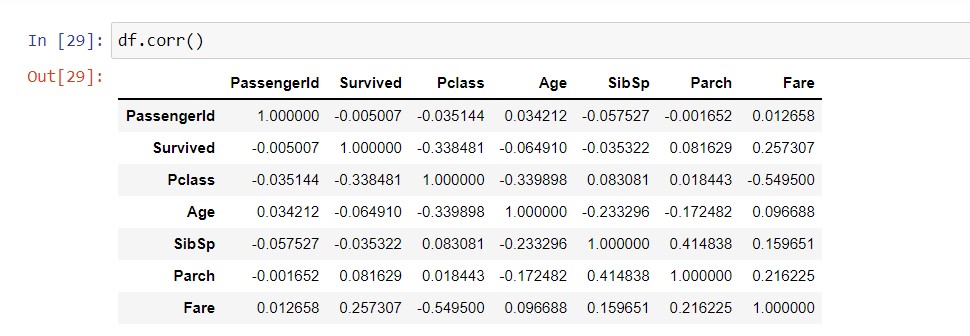 In [29]: df.corr()
Out[29]:
PassengerId Survived Pclass Age SibSp Parch Fare
PassengerId 1.000000 -0.005007 -0.035144 0.034212 -0.057527 -0.001652 0.012658
Survived -0.005007 1.000000 -0.338481 -0.064910 -0.035322 0.081629 0.257307
Pclass -0.035144 -0.338481 1.000000 -0.339898 0.083081 0.018443 -0.549500
Age 0.034212 -0.064910 -0.339898 1.000000 -0.233296 -0.172482 0.096688
SibSp -0.057527 -0.035322 0.083081 -0.233296 1.000000 0.414838 0.159651
Parch -0.001652 0.081629 0.018443 -0.172482 0.414838 1.000000 0.216225
Fare 0.012658 0.257307 -0.549500 0.096688 0.159651 0.216225 1.000000